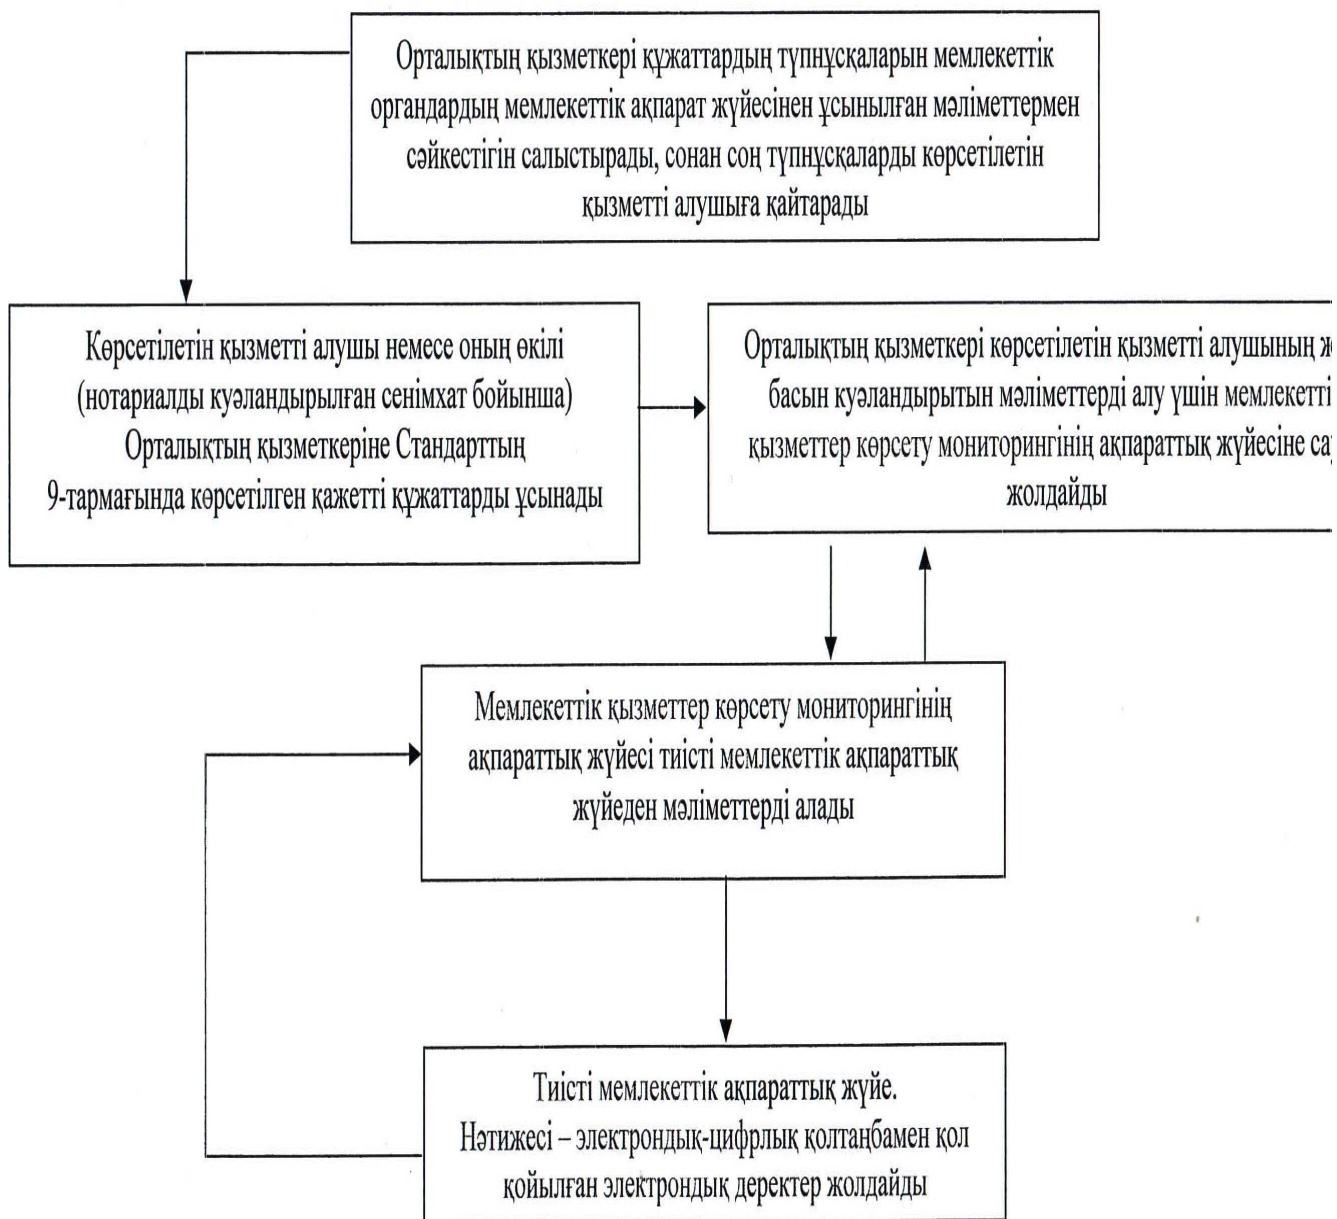 Орталықтың қызметкері құжаттардың түпнұсқаларын мемлекеттік
органдардың мемлекеттік ақпарат жүйесінен ұсынылған мәліметтермен
сәйкестігін салыстырады, сонан соң түпнұсқаларды көрсетілетін
қызметті алушыға қайтарады
Көрсетілетін қызметті алушы немесе оның өкілі
(нотариалды куәландырылған сенімхат бойынша)
Орталықтың қызметкеріне Стандарттың
9-тармағында көрсетілген қажетті құжаттарды ұсынады
Орталықтың қызметкері көрсетілетін қызметті алушының
басын куәландырытын мәліметтерді алу үшін мемлекетті
қызметтер көрсету мониторингінің ақпараттық жүйесіне
жолдайды
Мемлекеттік қызметтер көрсету мониторингінің
ақпараттық жүйесі тиісті мемлекеттік ақпараттық
жүйеден мәліметтерді алады
Тиісті мемлекеттік ақпараттық жүйе.
Нәтижесі – электрондық-цифрлық қолтаңбамен қол
қойылған электрондық деректер жолдайды